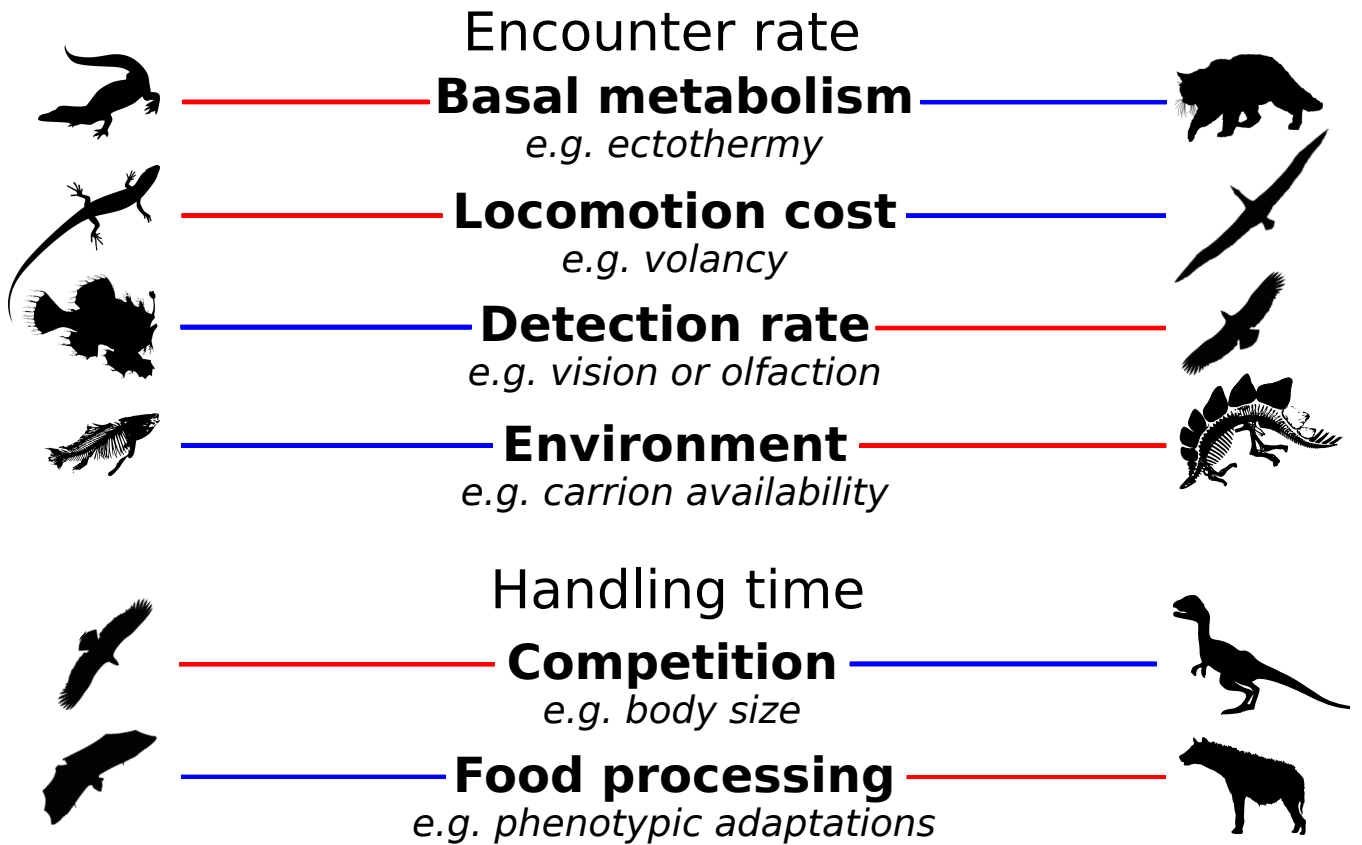 Encounter rate
Basal metabolism
e.g. ectothermy
Locomotion cost
e.g. volancy
Detection rate
e.g. vision or olfaction
Environment
e.g. carrion availability
Handling time
Competition
e.g. body size
Food processing
e.g. phenotypic adaptations